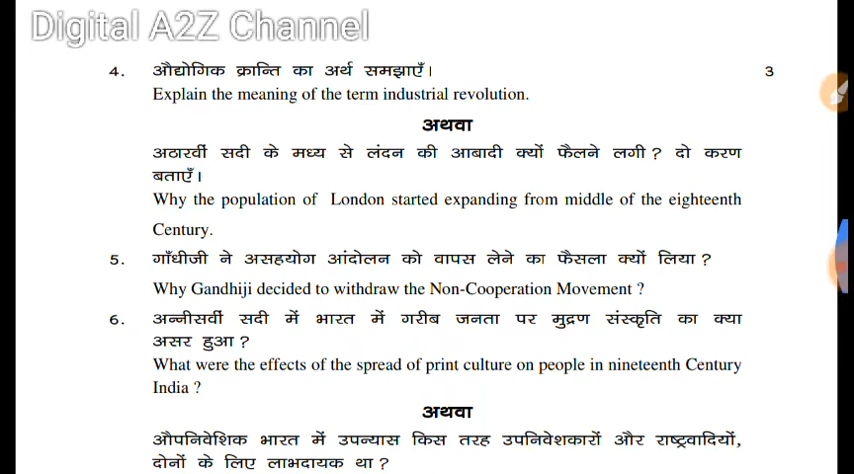 Digital A2Z Channel
4. औद्योगिक क्रान्ति का अर्थ समझाएँ। 3
Explain the meaning of the term industrial revolution.
अथवा
अठारवीं सदी के मध्य से लंदन की आबादी क्यों फैलने लगी ? दो करण
बताएँ।
Why the population of London started expanding from middle of the eighteenth
Century.
5. गाँधीजी ने असहयोग आंदोलन को वापस लेने का फैसला क्यों लिया ?
Why Gandhiji decided to withdraw the Non-Cooperation Movement ?
6. अन्नीसवीं सदी में भारत में गरीब जनता पर मुद्रण संस्कृति का क्या
असर हुआ ?
What were the effects of the spread of print culture on people in nineteenth Century
India ?
अथवा
औपनिवेशिक भारत में उपन्यास किस तरह उपनिवेशकारों और राष्ट्रवादियों,
दोनों के लिए लाभदायक था ?